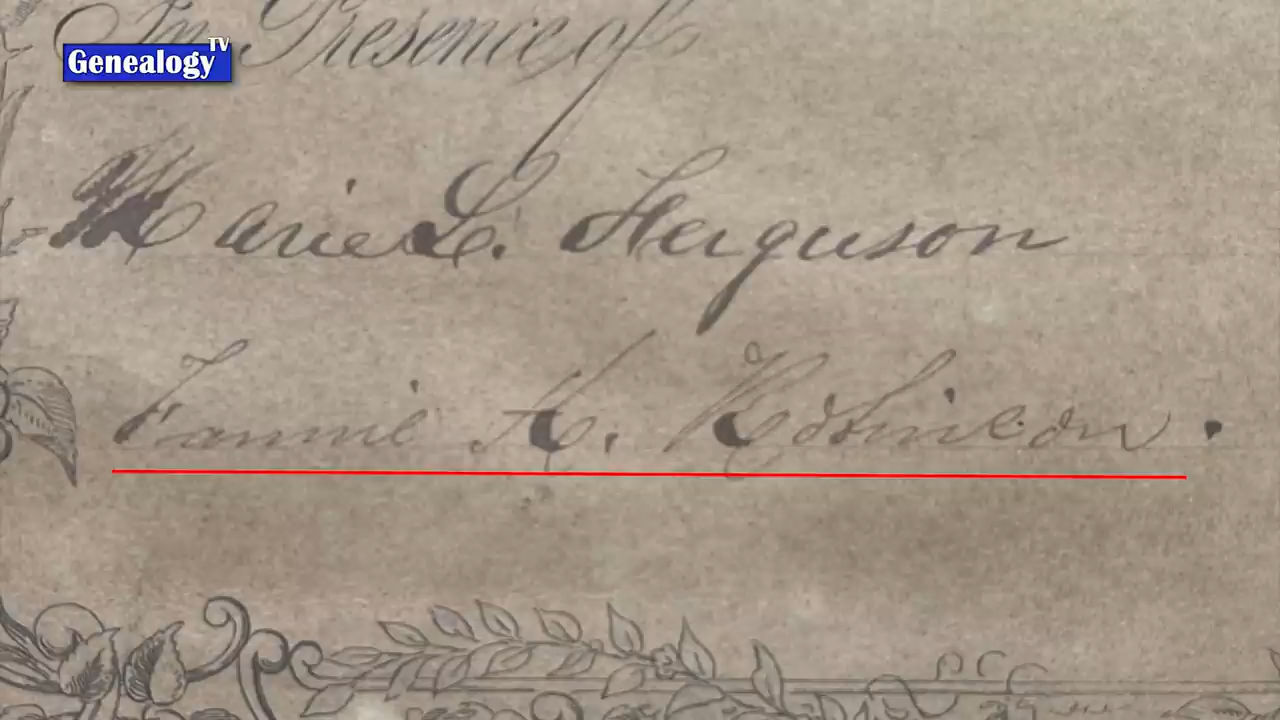 In Presence of
Genealogy TV
Marie L. Ferguson
Fannie A. Robinson.